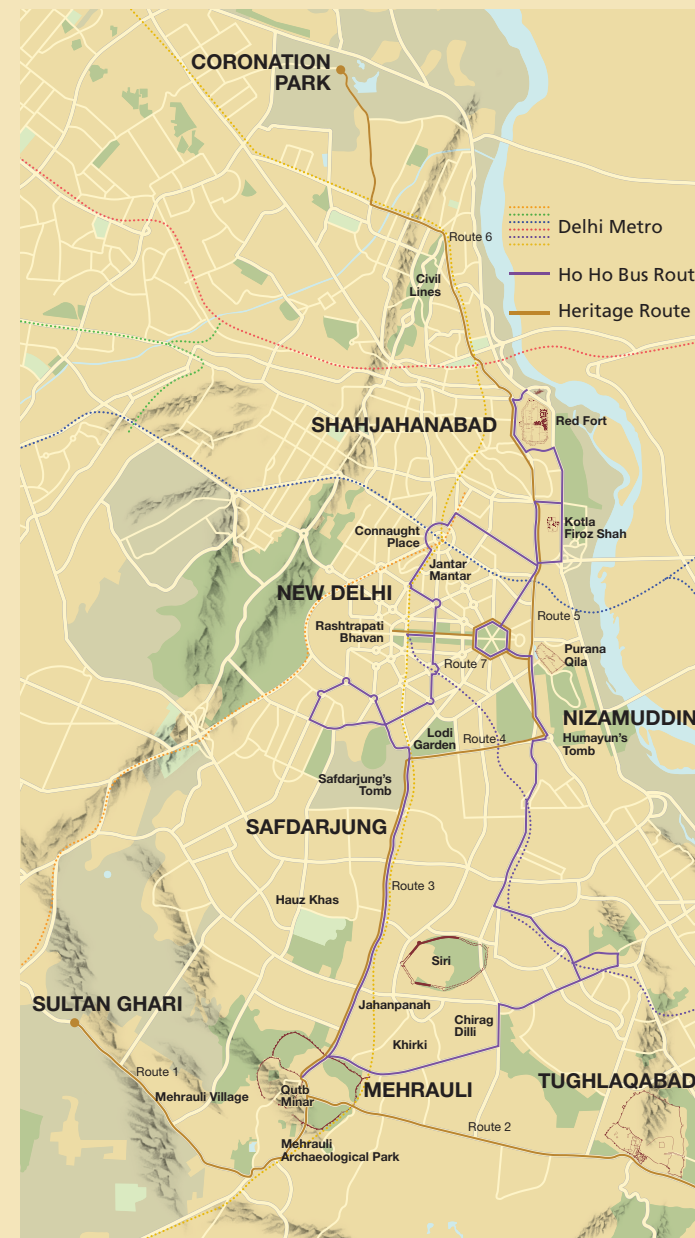 CORONATION
PARK
Route 6
Delhi Metro
Civil
Lines
Ho Ho Bus Rout
Heritage Route
SHAHJAHANABAD
Red Fort
Connaught
Place
Kotla
Firoz Shah
Jantar
Mantar
NEW DELHI
Route 5
Rashtrapati
Bhavan
Route 7
Purana
Qila
NIZAMUDDIN
Lodi
Garden
Route 4
Humayun's
Tomb
Safdarjung's
Tomb
SAFDARJUNG
Route 3
Hauz Khas
Siri
SULTAN GHARI
Jahanpanah
Chirag
Dilli
Khirki
Route 1
Mehrauli Village
Qutb
Minar
MEHRAULI
TUGHLAQABAD
Route 2
Mehrauli
Archaeological Park